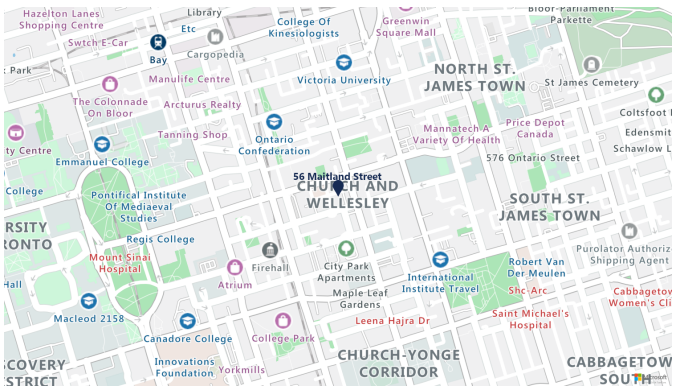 Hazelton Lanes
Shopping Centre
Library
Etc
College Of
Kinesiologists
Greenwin
Square Mall
Bloor-Parliament
Parkette
Swtch E-Car
Cargopedia
Bay
k Park
Manulife Centre
Victoria University
NORTH ST.
JAMES TOWN
St James Cemetery
The Colonnade
On Bloor
Arcturus Realty
Coltsfoot
Tanning Shop
Mannatech A
Variety Of Health
Price Depot
Canada
Edensmit
ty Centre
Emmanuel College
Ontario
Confederation
576 Ontario Street
Schawlow L
56 Maitland Street
College
Pontifical Institute
Of Mediaeval
Studies
CHURCH AND
WELLESLEY
SOUTH ST.
JAMES TOWN
RSITY
RONTO
Regis College
Mount Sinai
Hospital
Firehall
City Park
Apartments
Purolator Authoriz
Shipping Agent
Hall
Atrium
International
Institute Travel
Robert Van
Der Meulen
Maple Leaf
Gardens
Shc-Arc
Cabbagetow
Women's Cli
Macleod 2158
Canadore College
College Park
Leena Hajra Dr
Saint Michael's
Hospital
SCOVERY
STRICT
Innovations
Foundation
Yorkmills
CHURCH-YONGE
CORRIDOR
CABBAGETOW
SOUTH
Microsoft